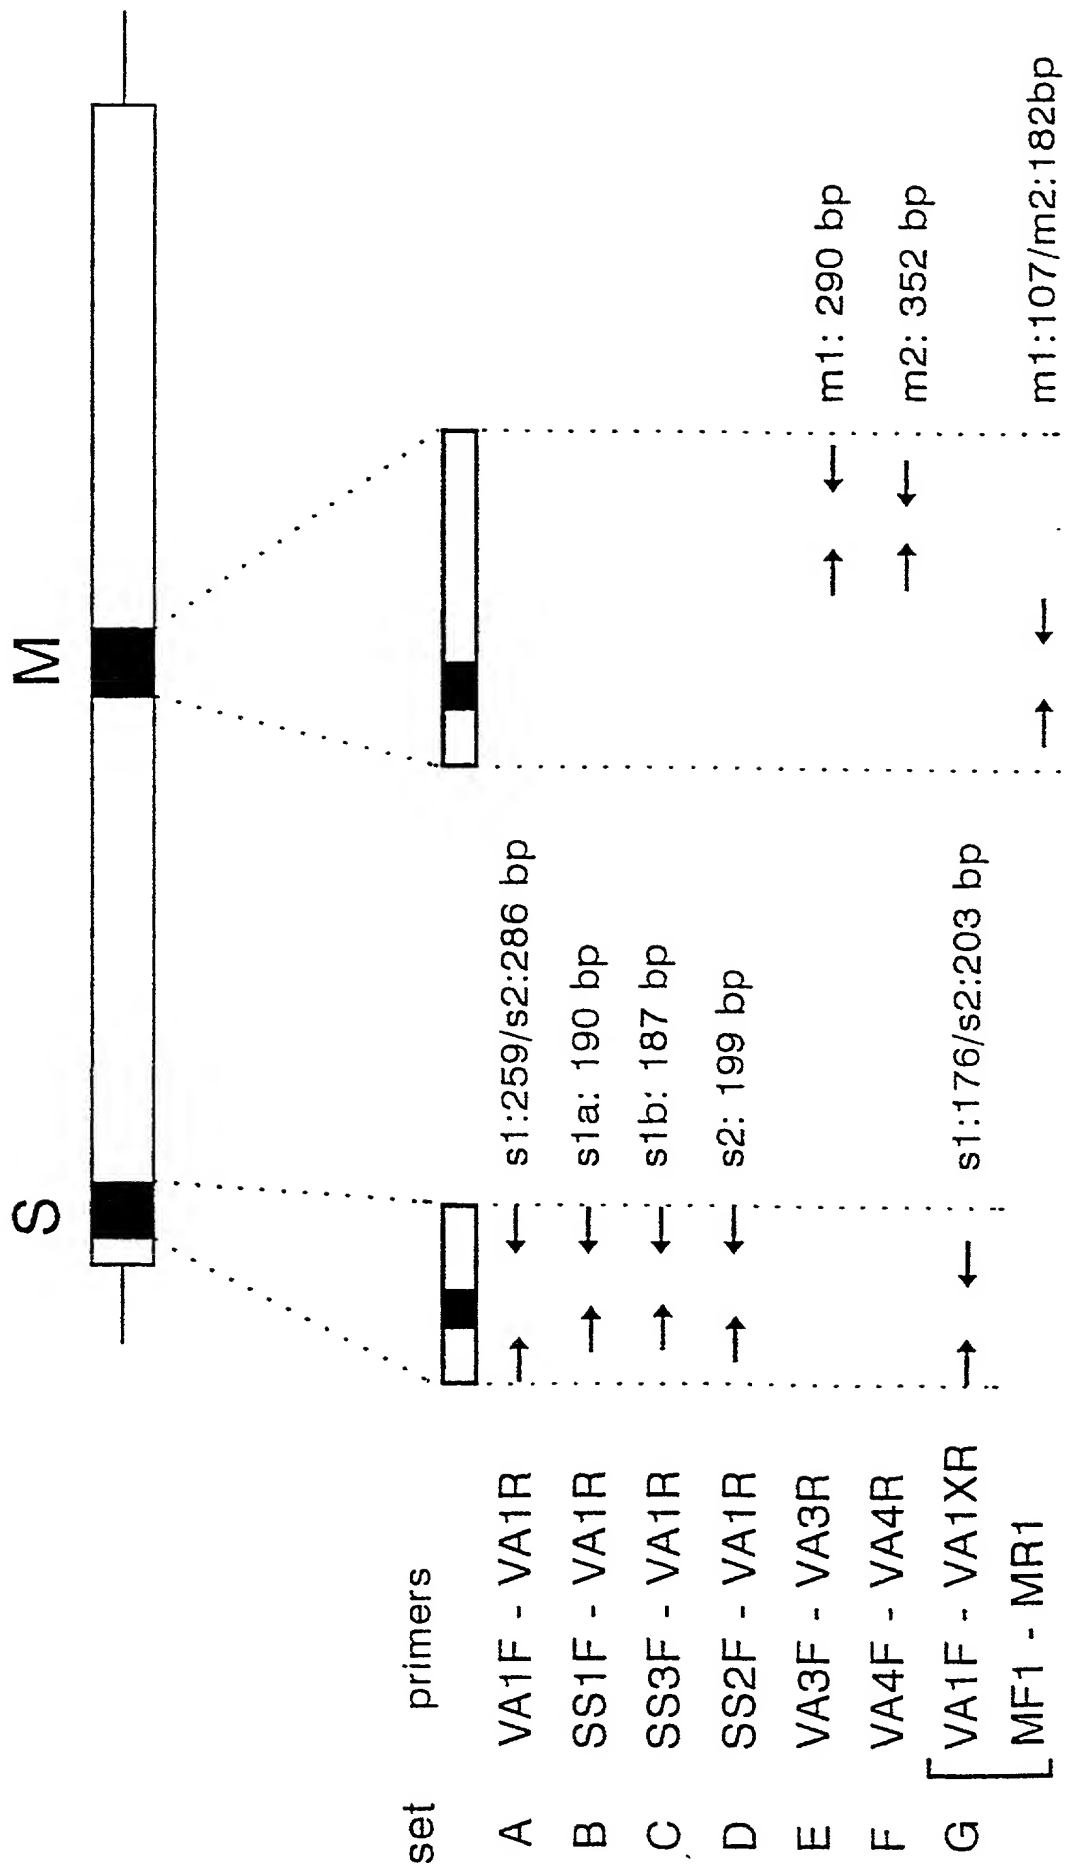 S M
set primers
A VA1F - VA1R s1:259/s2:286 bp
B SS1F - VA1R s1a: 190 bp
C SS3F - VA1R s1b: 187 bp
D SS2F - VA1R s2: 199 bp
E VA3F - VA3R m1: 290 bp
F VA4F - VA4R m2: 352 bp
G VA1F - VA1XR s1:176/s2:203 bp
MF1 - MR1 m1:107/m2:182bp